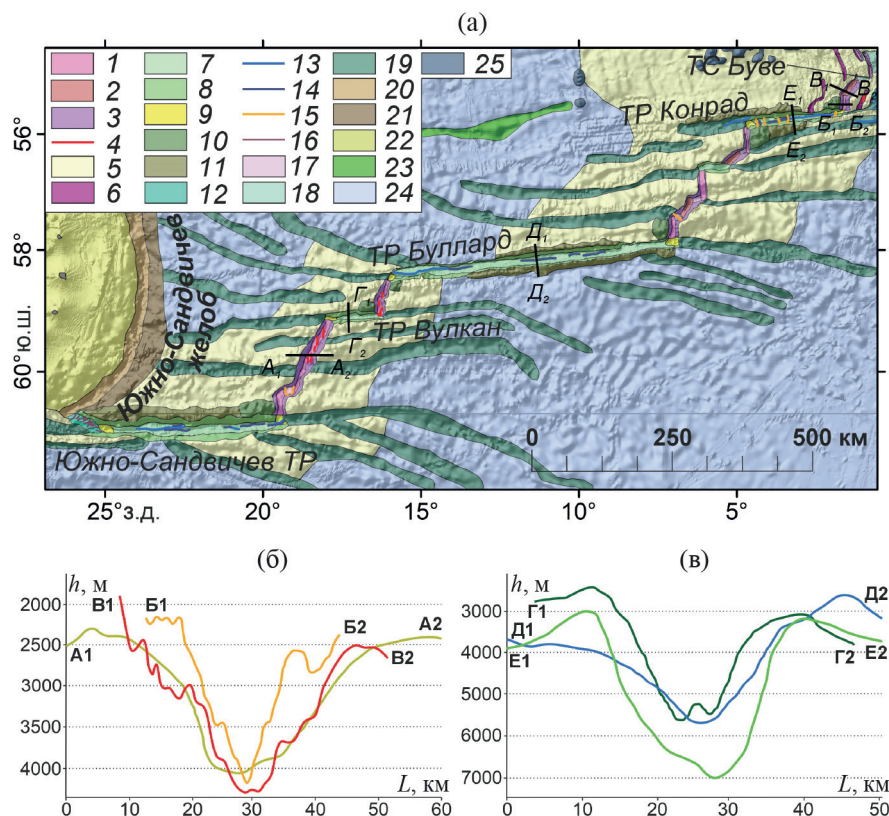 (а)
1 7 13 19 25
2 8 14 20
3 9 15 21
4 10 16 22
5 11 17 23
6 12 18 24
ТС Буве
В₁
ТР Конрад
Е₁
Б₁
Б₂
Е₂
56°
58°
60°
ю.ш.
ТР Буллард
Д₁
Д₂
Южно-Сандвичев
желоб
Г₁
ТР Вулкан
Г₂
А₁
А₂
0 250 500 км
Южно-Сандвичев ТР
25°з.д. 20° 15° 10° 5°
(б)
h, м
2000
2500
3000
3500
4000
В1
Б1
А1
Б2
А2
В2
0 10 20 30 40 50 60
L, км
(в)
h, м
3000
4000
5000
6000
7000
Г1
Д1
Е1
Д2
Г2
Е2
0 10 20 30 40 50
L, км